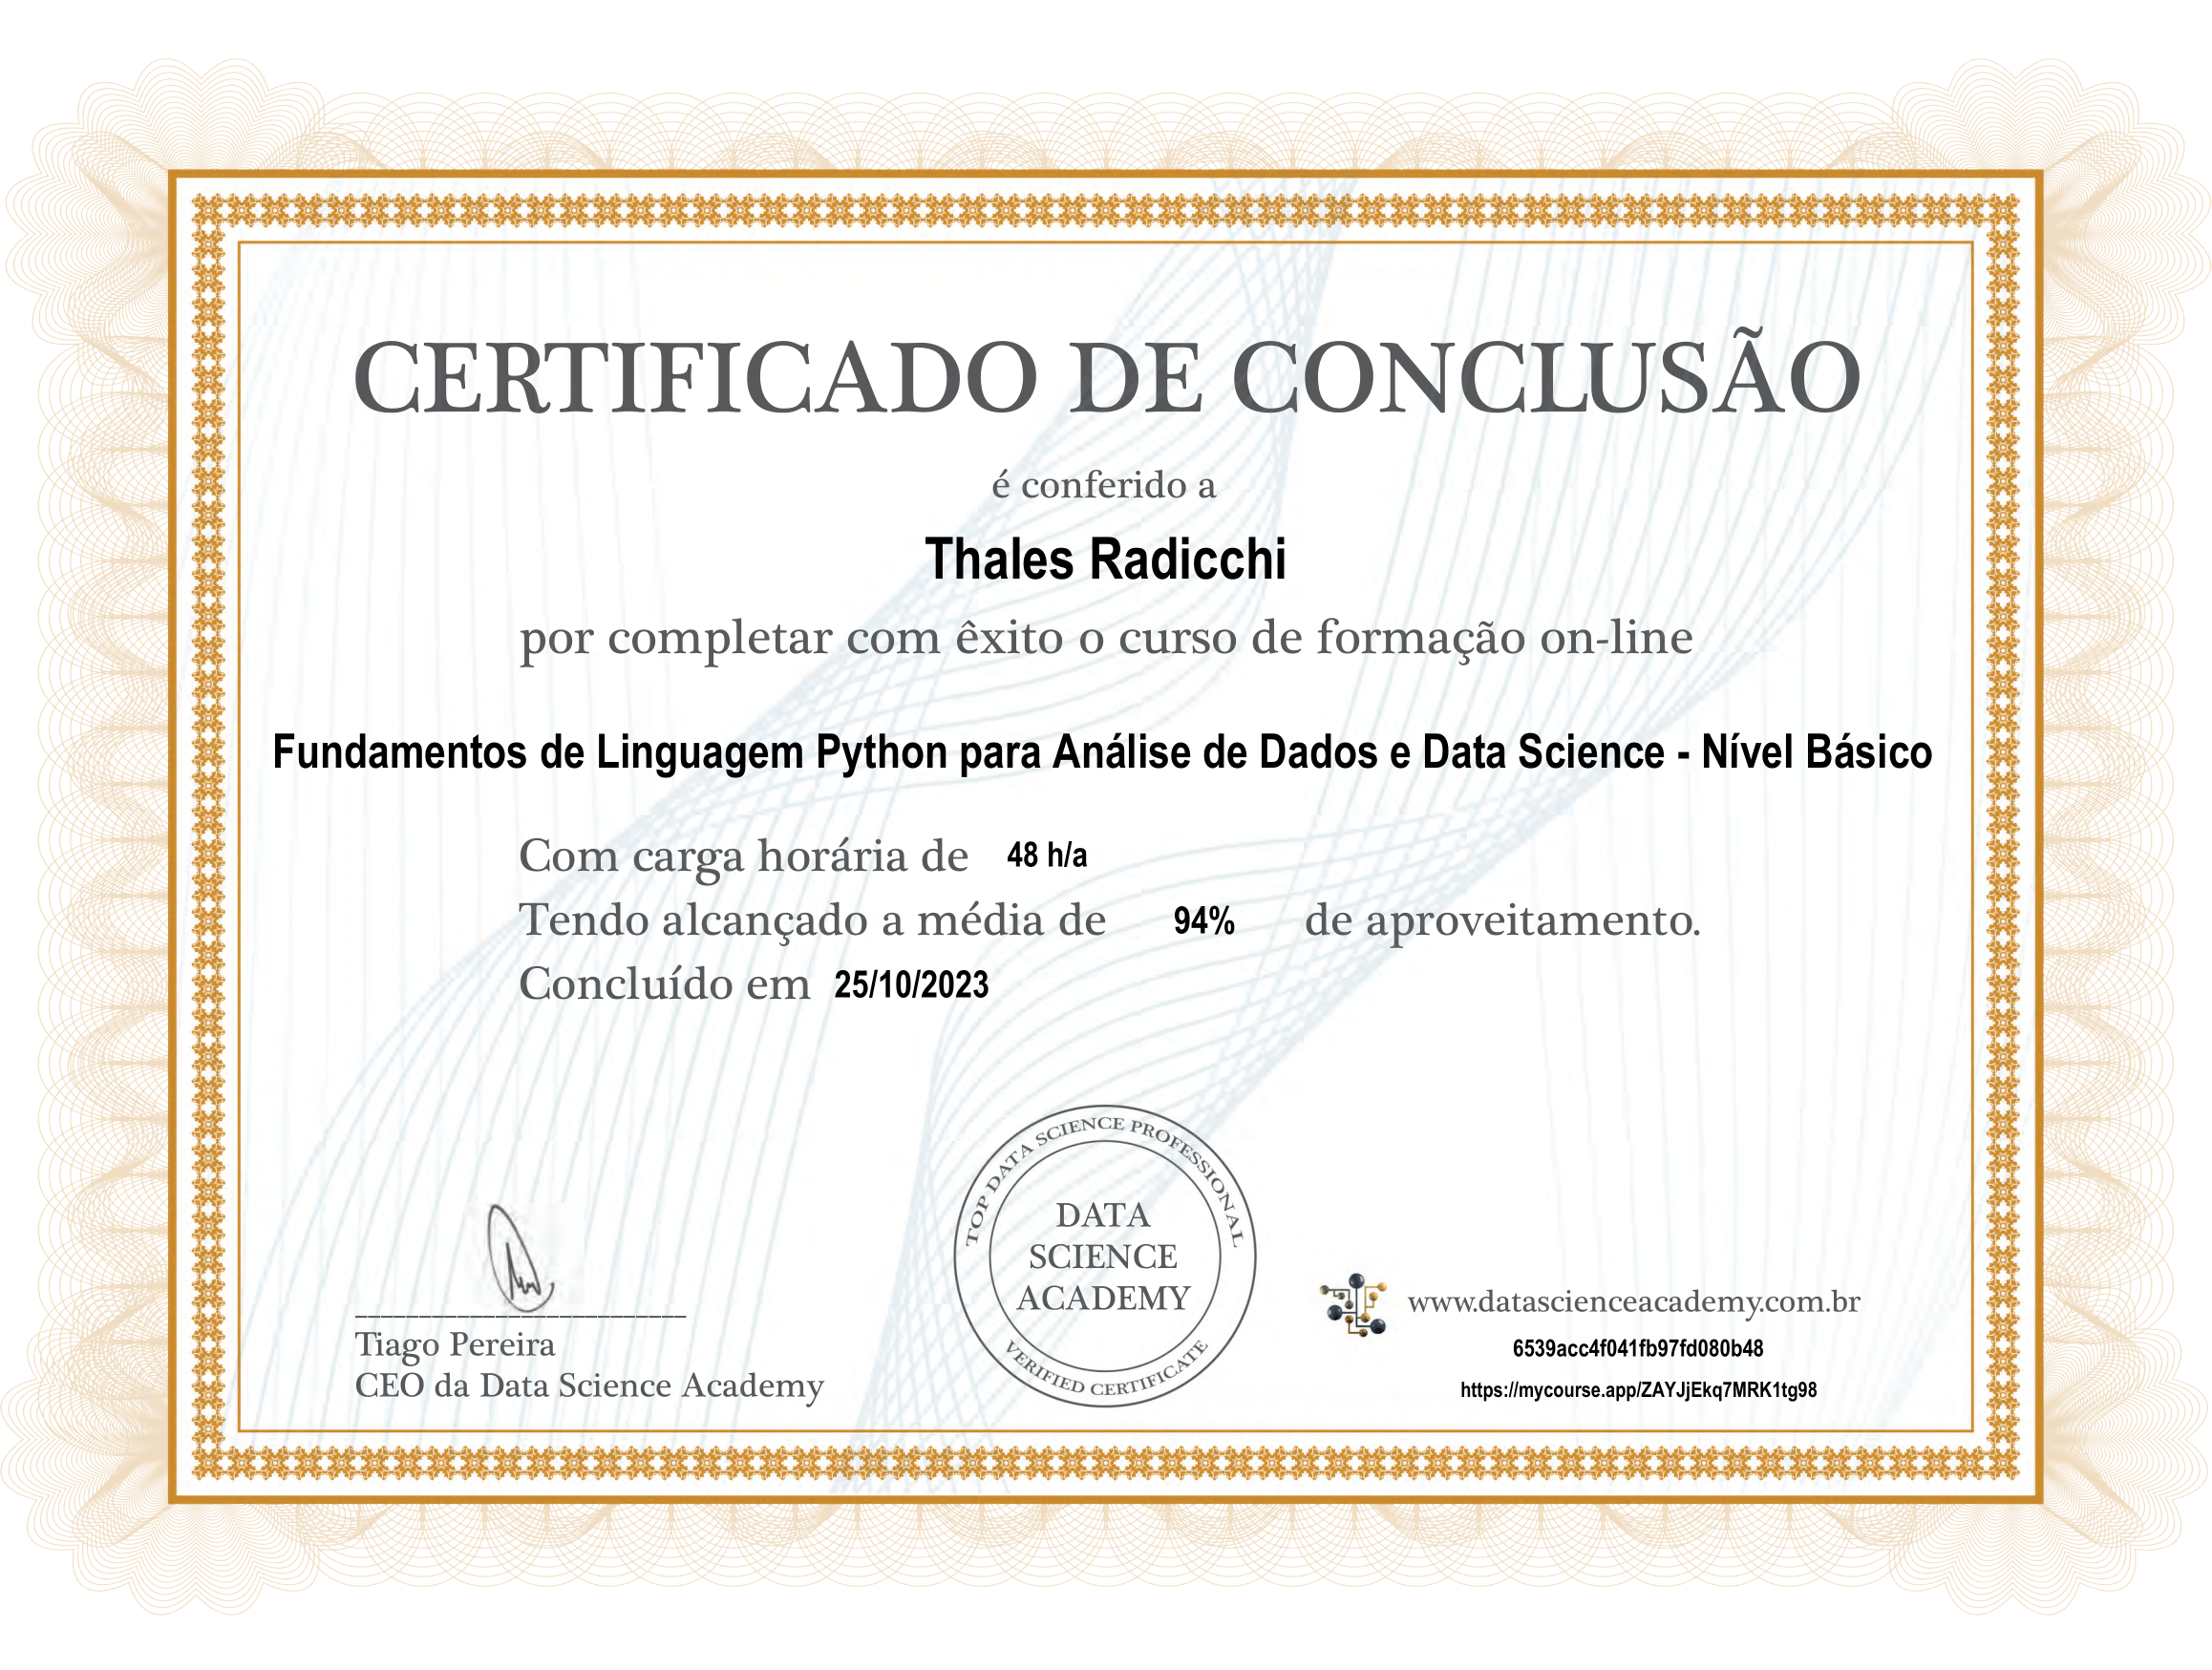 CERTIFICADO DE CONCLUSÃO
é conferido a
Thales Radicchi
por completar com êxito o curso de formação on-line
Fundamentos de Linguagem Python para Análise de Dados e Data Science - Nível Básico
Com carga horária de 48 h/a
Tendo alcançado a média de 94% de aproveitamento.
Concluído em 25/10/2023
TOP DATA SCIENCE PROFESSIONAL
DATA
SCIENCE
ACADEMY
VERIFIED CERTIFICATE
Tiago Pereira
CEO da Data Science Academy
www.datascienceacademy.com.br
6539acc4f041fb97fd080b48
https://mycourse.app/ZAYJjEkq7MRK1tg98